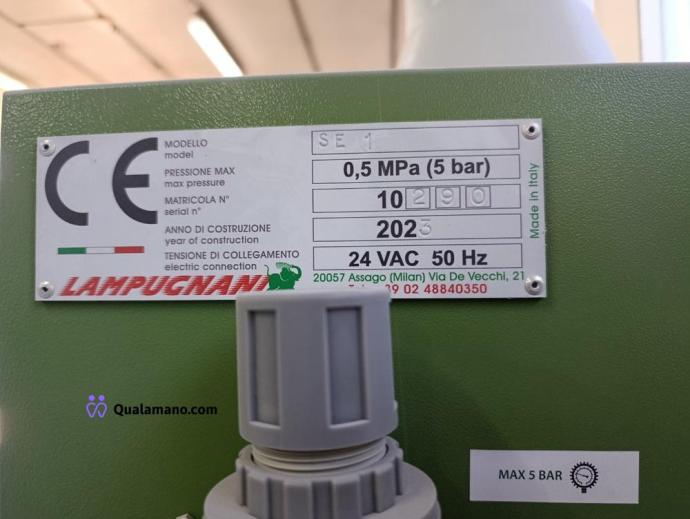 CE
MODELLO
model
SE 1
PRESSIONE MAX
max pressure
0,5 MPa (5 bar)
MATRICOLA N°
serial n°
10290
ANNO DI COSTRUZIONE
year of construction
2023
TENSIONE DI COLLEGAMENTO
electric connection
24 VAC 50 Hz
Made in Italy
LAMPUGNANI
20057 Assago (Milan) Via De Vecchi, 21
02 48840350
Qualamano.com
MAX 5 BAR